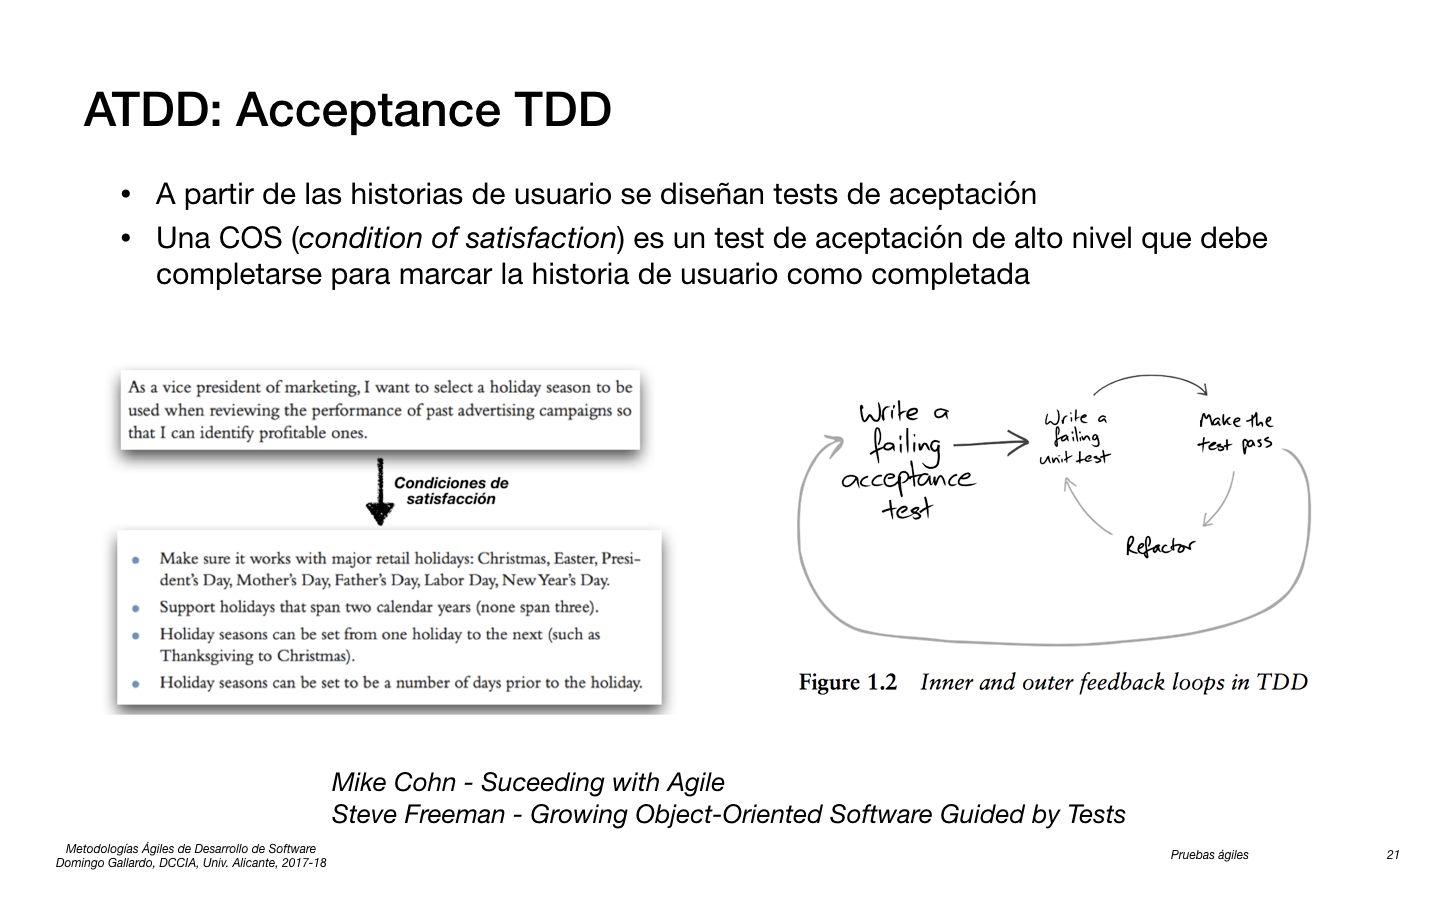 ATDD: Acceptance TDD
• A partir de las historias de usuario se diseñan tests de aceptación
• Una COS (condition of satisfaction) es un test de aceptación de alto nivel que debe
completarse para marcar la historia de usuario como completada
As a vice president of marketing, I want to select a holiday season to be
used when reviewing the performance of past advertising campaigns so
that I can identify profitable ones.
Condiciones de
satisfacción
• Make sure it works with major retail holidays: Christmas, Easter, Presi-
dent's Day, Mother's Day, Father's Day, Labor Day, New Year's Day.
• Support holidays that span two calendar years (none span three).
• Holiday seasons can be set from one holiday to the next (such as
Thanksgiving to Christmas).
• Holiday seasons can be set to be a number of days prior to the holiday.
Write a
failing
acceptance
test
Write a
failing
unit test
Make the
test pass
Refactor
Figure 1.2 Inner and outer feedback loops in TDD
Mike Cohn - Suceeding with Agile
Steve Freeman - Growing Object-Oriented Software Guided by Tests
Metodologías Ágiles de Desarrollo de Software
Domingo Gallardo, DCCIA, Univ. Alicante, 2017-18
Pruebas ágiles
21